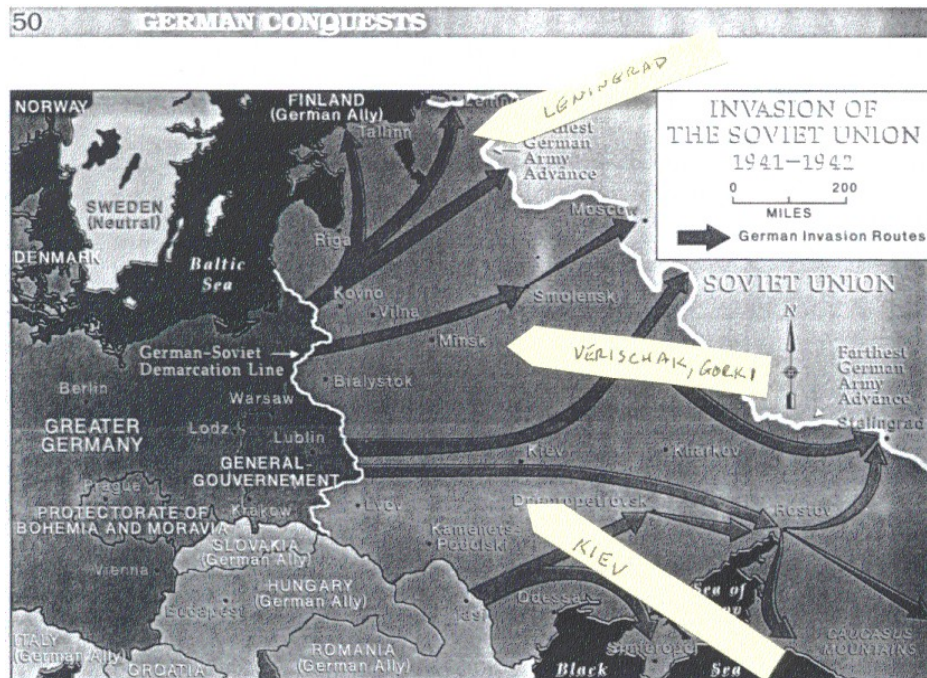 50 GERMAN CONQUESTS
LENINGRAD
NORWAY
FINLAND
(German Ally)
Tallinn
INVASION OF
THE SOVIET UNION
1941–1942
0 200
MILES
German Invasion Routes
Farthest
German
Army
Advance
SWEDEN
(Neutral)
Moscow
DENMARK
Riga
Baltic
Sea
SOVIET UNION
N
Kovno
Vilna
Smolensk
Minsk
VERISCHAK, GORKI
German–Soviet
Demarcation Line
Farthest
German
Army
Advance
Stalingrad
Berlin
Bialystok
Warsaw
GREATER
GERMANY
Lodz
Lublin
Kiev
Kharkov
GENERAL-
GOUVERNEMENT
Prague
PROTECTORATE OF
BOHEMIA AND MORAVIA
Krakow
Lvov
Dnepropetrovsk
Rostov
Kamenets-
Podolski
KIEV
SLOVAKIA
(German Ally)
Vienna
HUNGARY
(German Ally)
Budapest
Iasi
Odessa
Sea of
CAUCASUS
MOUNTAINS
ITALY
(German Ally)
CROATIA
ROMANIA
(German Ally)
Simferopol
Black
Sea